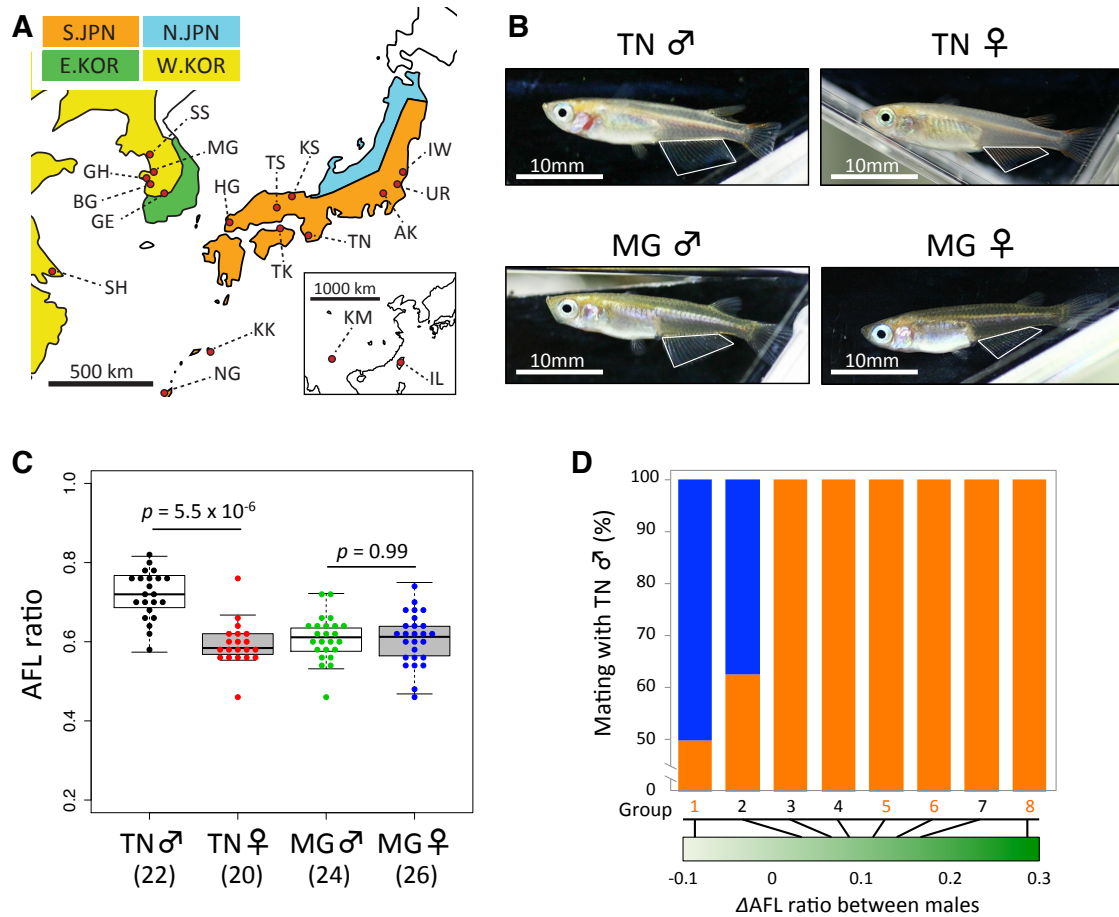 A
S.JPN N.JPN
E.KOR W.KOR
SS
MG
GH
BG
GE
SH
HG
TS
KS
IW
UR
AK
TN
TK
KK
NG
500 km
1000 km
KM
IL
B
TN ♂ TN ♀
10mm 10mm
MG ♂ MG ♀
10mm 10mm
C
AFL ratio
1.0
0.8
0.6
0.4
0.2
p = 5.5 x 10⁻⁶
p = 0.99
TN♂ TN♀ MG♂ MG♀
(22) (20) (24) (26)
D
Mating with TN ♂ (%)
100
90
80
70
60
50
0
Group 1 2 3 4 5 6 7 8
-0.1 0 0.1 0.2 0.3
ΔAFL ratio between males